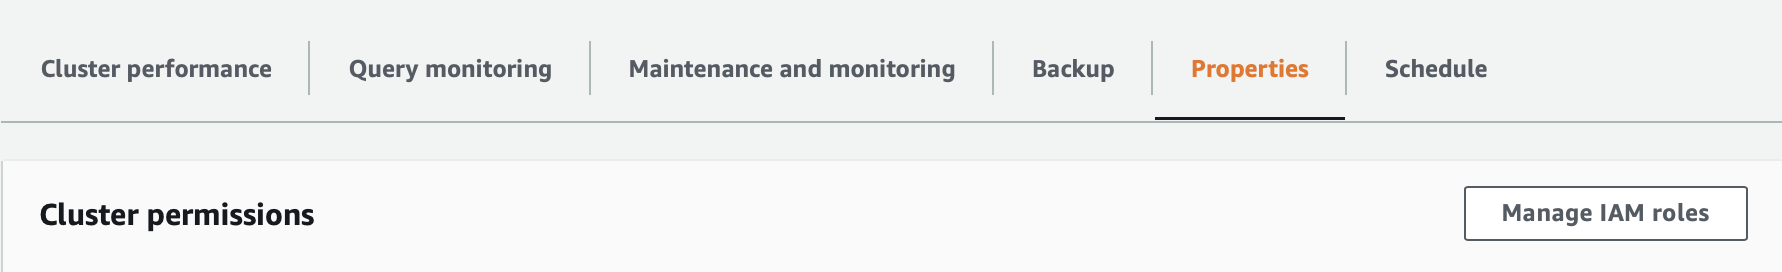 Cluster performance Query monitoring Maintenance and monitoring Backup Properties Schedule
Cluster permissions Manage IAM roles